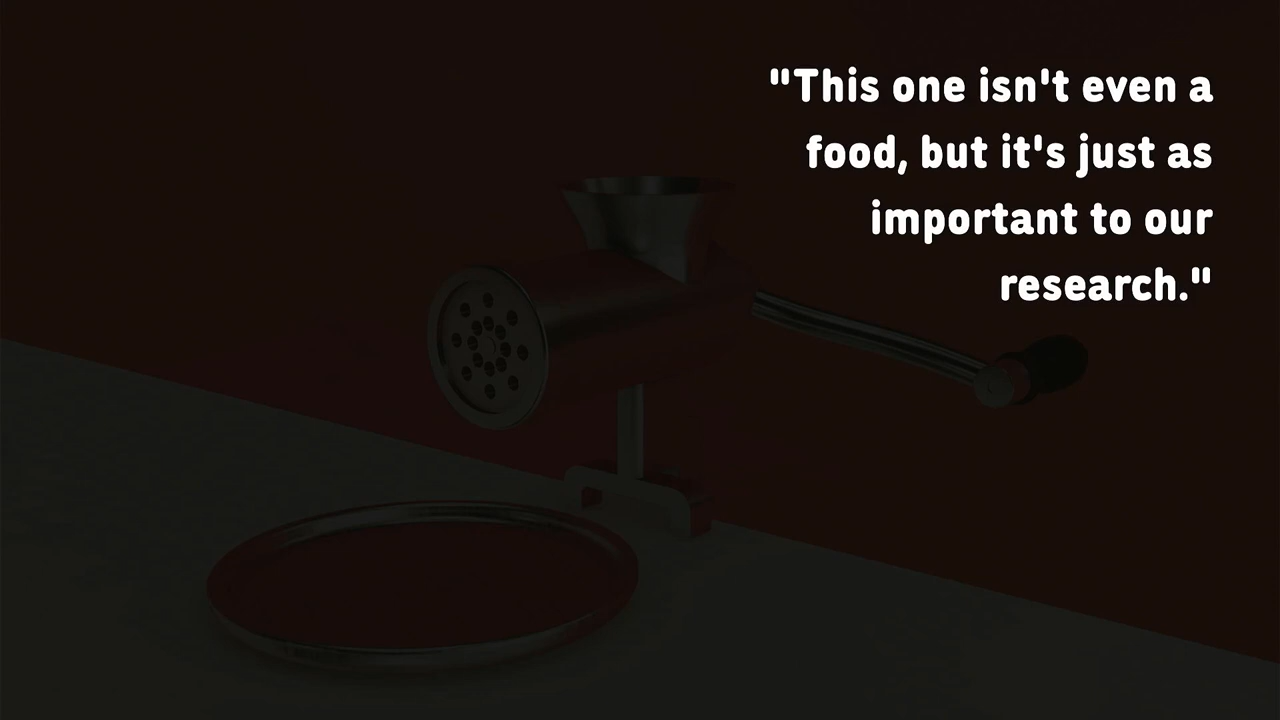 "This one isn't even a
food, but it's just as
important to our
research."